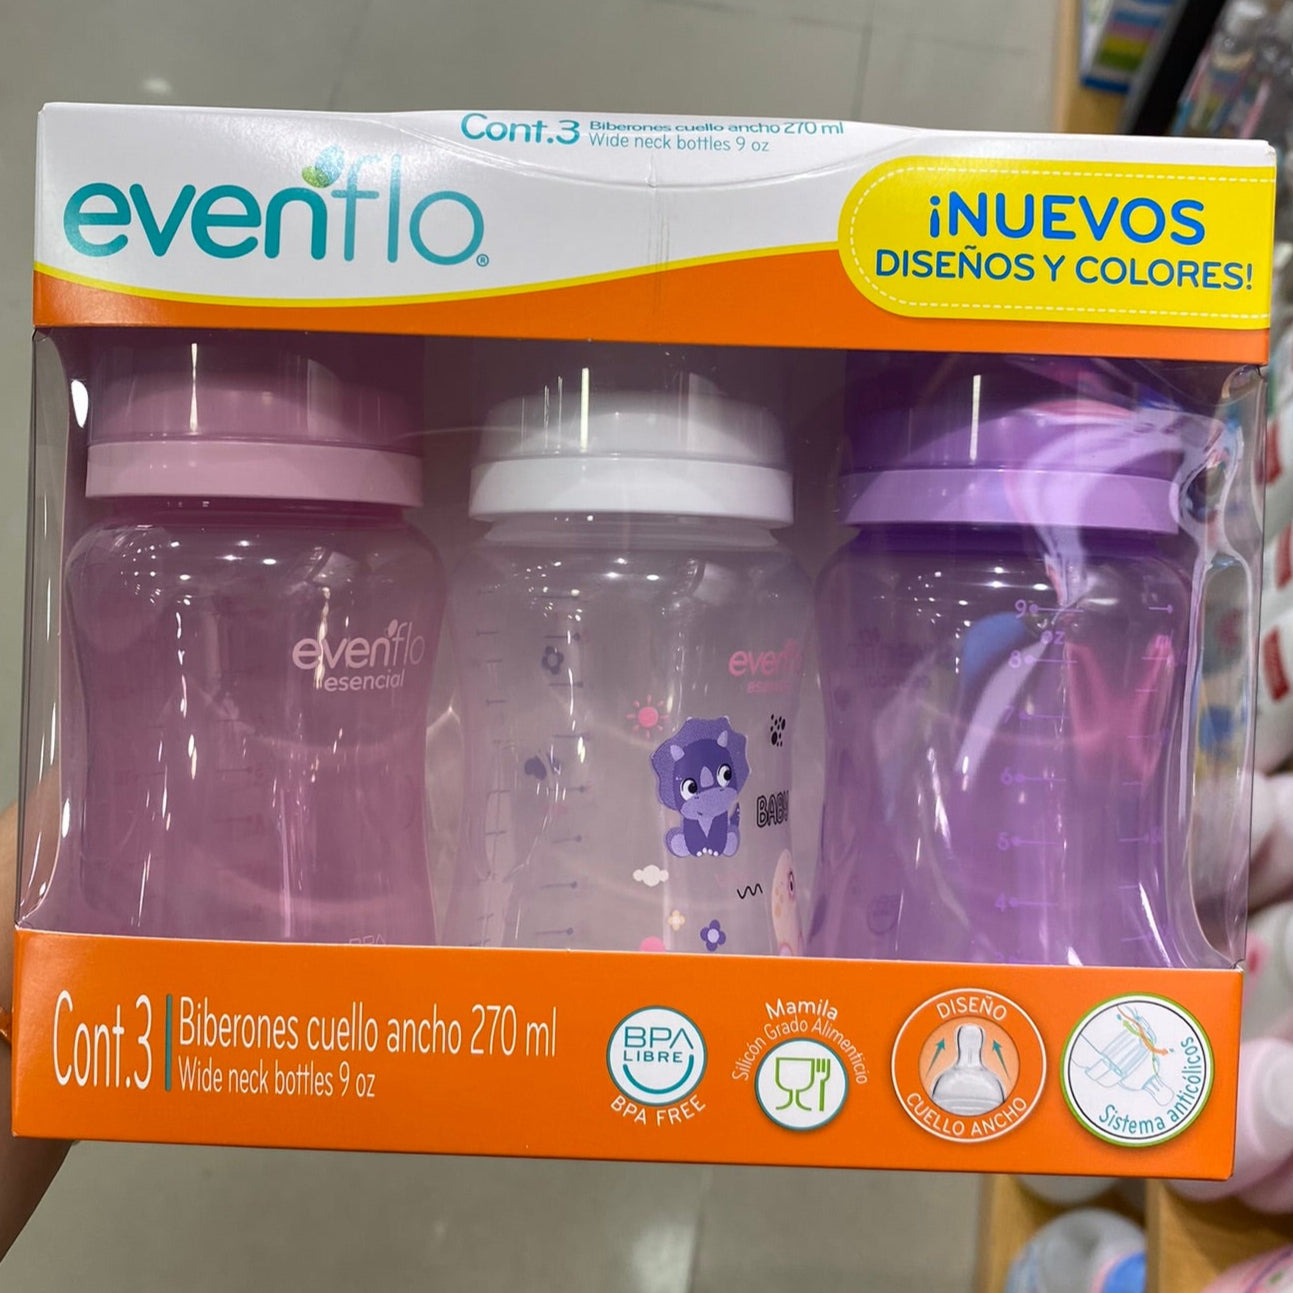 Cont.3 Biberones cuello ancho 270 ml
Wide neck bottles 9 oz
evenflo®
¡NUEVOS
DISEÑOS Y COLORES!
evenflo
esencial
BABY
9
oz
8
7
6
5
4
Cont.3 Biberones cuello ancho 270 ml
Wide neck bottles 9 oz
BPA
LIBRE
BPA FREE
Mamila
Silicón Grado Alimenticio
DISEÑO
CUELLO ANCHO
Sistema anticólicos